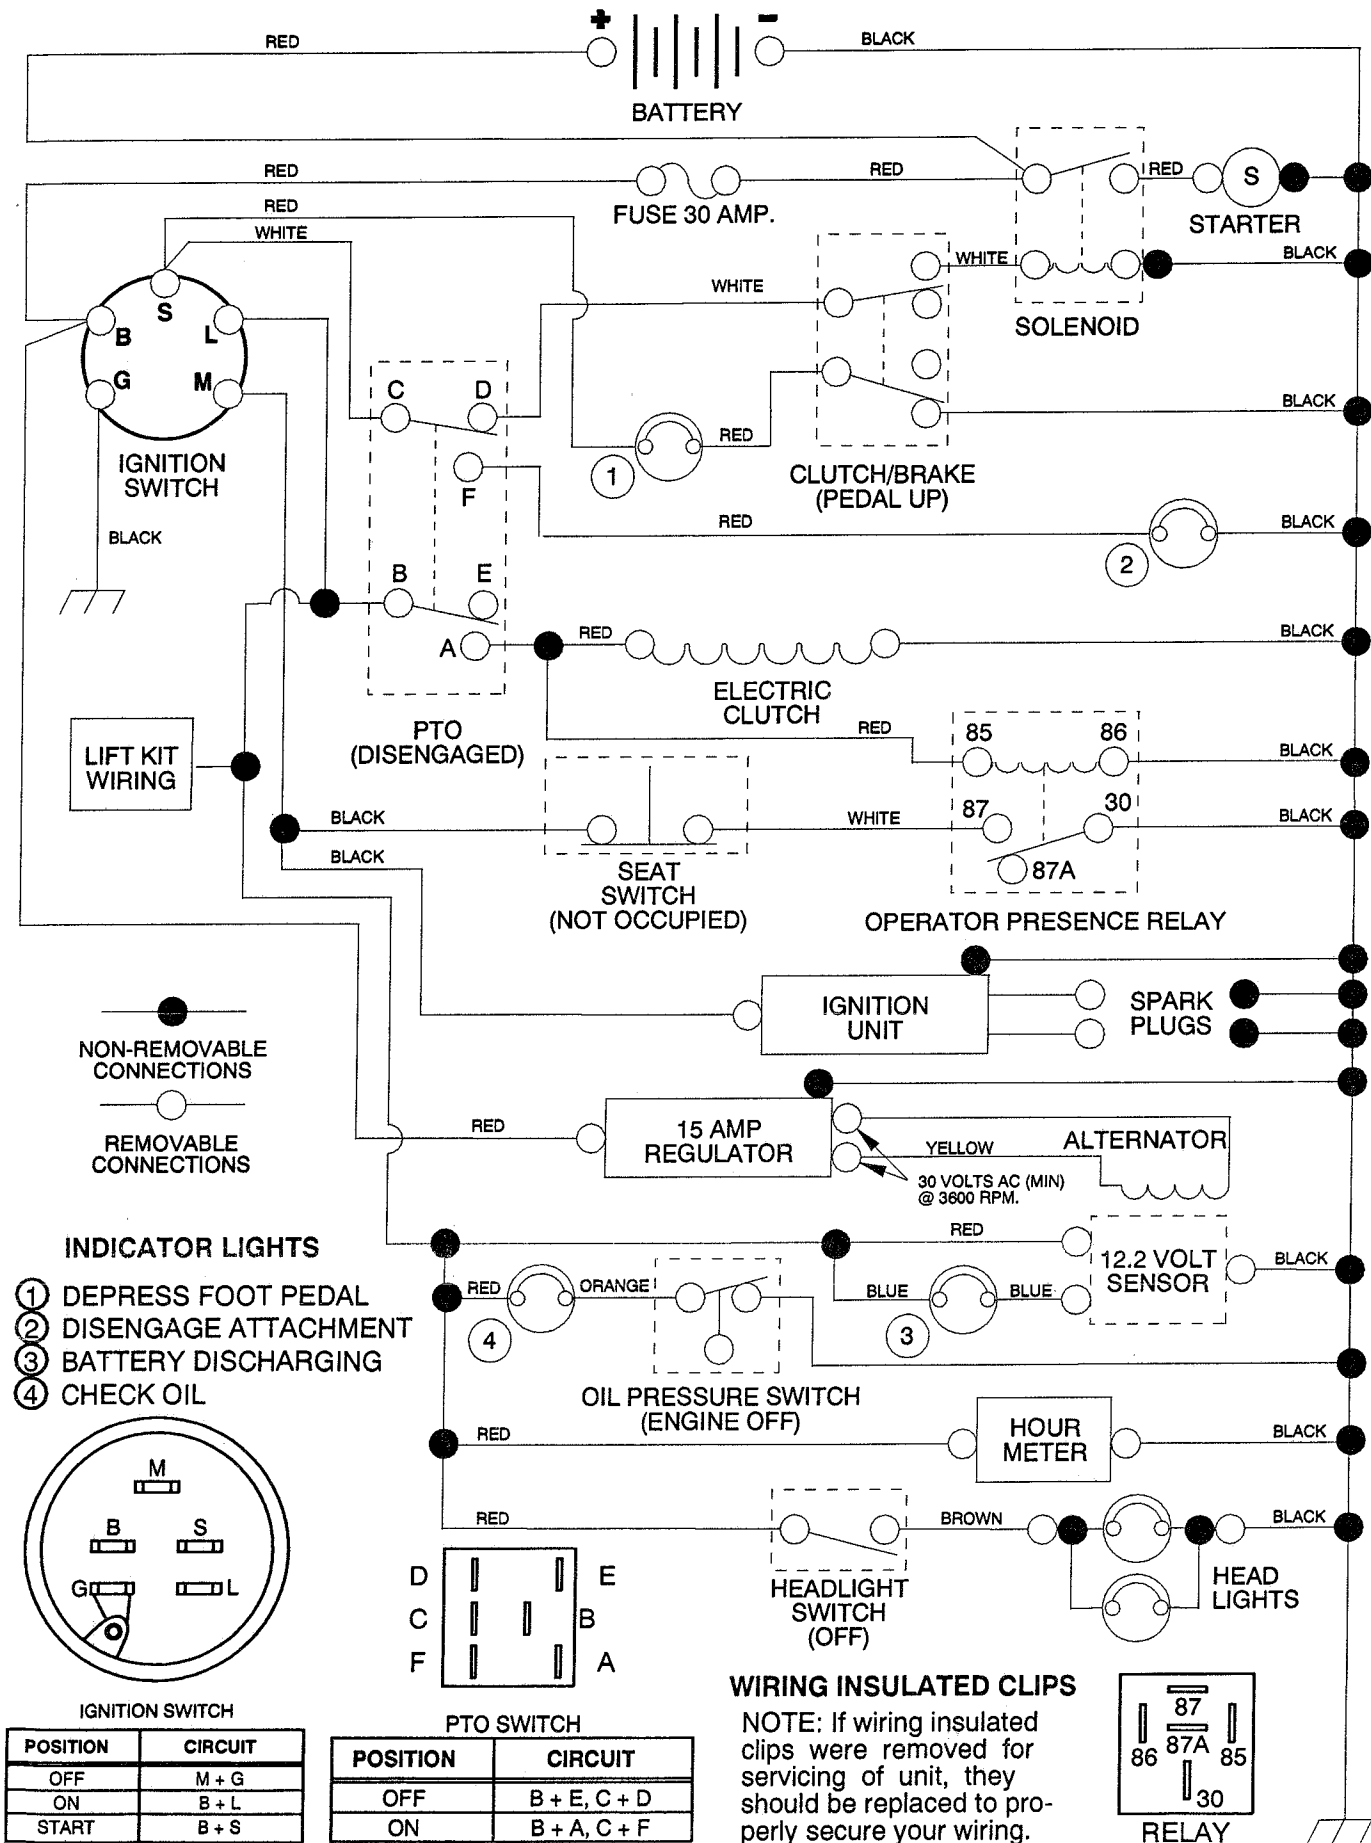 + -
RED
BLACK
BATTERY
RED
RED
RED
S
FUSE 30 AMP.
STARTER
RED
WHITE
WHITE
BLACK
WHITE
SOLENOID
S
B
L
G
M
IGNITION
SWITCH
BLACK
C D
F
B E
A
PTO
(DISENGAGED)
1
RED
CLUTCH/BRAKE
(PEDAL UP)
BLACK
RED
2
BLACK
RED
BLACK
ELECTRIC
CLUTCH
RED
85 86
BLACK
LIFT KIT
WIRING
BLACK
WHITE
87 30
BLACK
87A
BLACK
SEAT
SWITCH
(NOT OCCUPIED)
OPERATOR PRESENCE RELAY
IGNITION
UNIT
SPARK
PLUGS
NON-REMOVABLE
CONNECTIONS
REMOVABLE
CONNECTIONS
RED
15 AMP
REGULATOR
YELLOW
ALTERNATOR
30 VOLTS AC (MIN)
@ 3600 RPM.
RED
12.2 VOLT
SENSOR
BLACK
RED
ORANGE
BLUE
BLUE
4
3
OIL PRESSURE SWITCH
(ENGINE OFF)
INDICATOR LIGHTS
1 DEPRESS FOOT PEDAL
2 DISENGAGE ATTACHMENT
3 BATTERY DISCHARGING
4 CHECK OIL
RED
HOUR
METER
BLACK
RED
BROWN
BLACK
HEADLIGHT
SWITCH
(OFF)
HEAD
LIGHTS
M
B S
G L
IGNITION SWITCH
POSITION CIRCUIT
OFF M + G
ON B + L
START B + S
D E
C B
F A
PTO SWITCH
POSITION CIRCUIT
OFF B + E, C + D
ON B + A, C + F
WIRING INSULATED CLIPS
NOTE: If wiring insulated
clips were removed for
servicing of unit, they
should be replaced to pro-
perly secure your wiring.
87
86 87A 85
30
RELAY